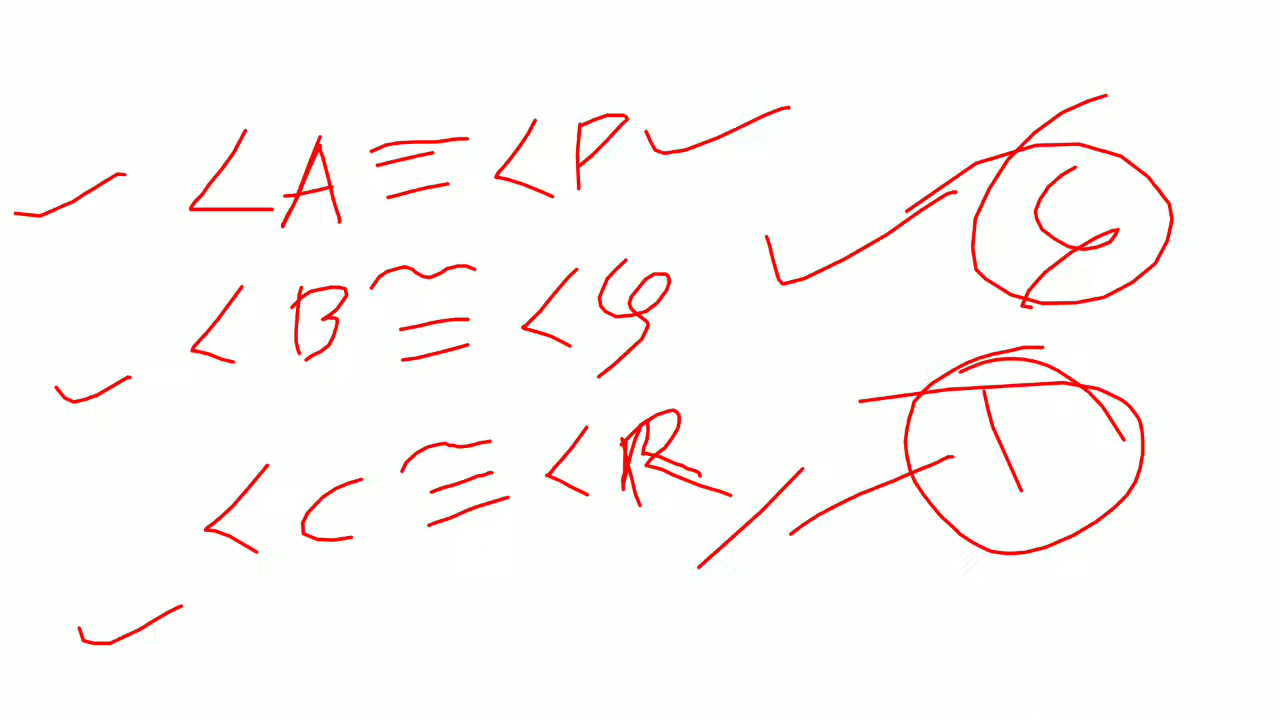 ∠A ≅ ∠P
∠B ≅ ∠Q
∠C ≅ ∠R